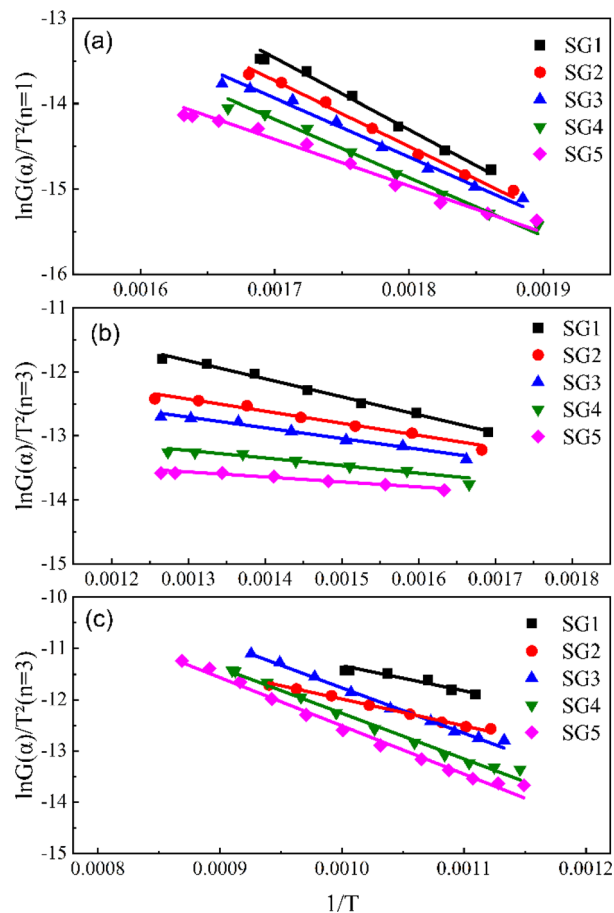 (a)
SG1
SG2
SG3
SG4
SG5
-13
-14
-15
-16
lnG(α)/T²(n=1)
0.0016 0.0017 0.0018 0.0019
(b)
SG1
SG2
SG3
SG4
SG5
-11
-12
-13
-14
-15
lnG(α)/T²(n=3)
0.0012 0.0013 0.0014 0.0015 0.0016 0.0017 0.0018
(c)
SG1
SG2
SG3
SG4
SG5
-10
-11
-12
-13
-14
-15
lnG(α)/T²(n=3)
0.0008 0.0009 0.0010 0.0011 0.0012
1/T